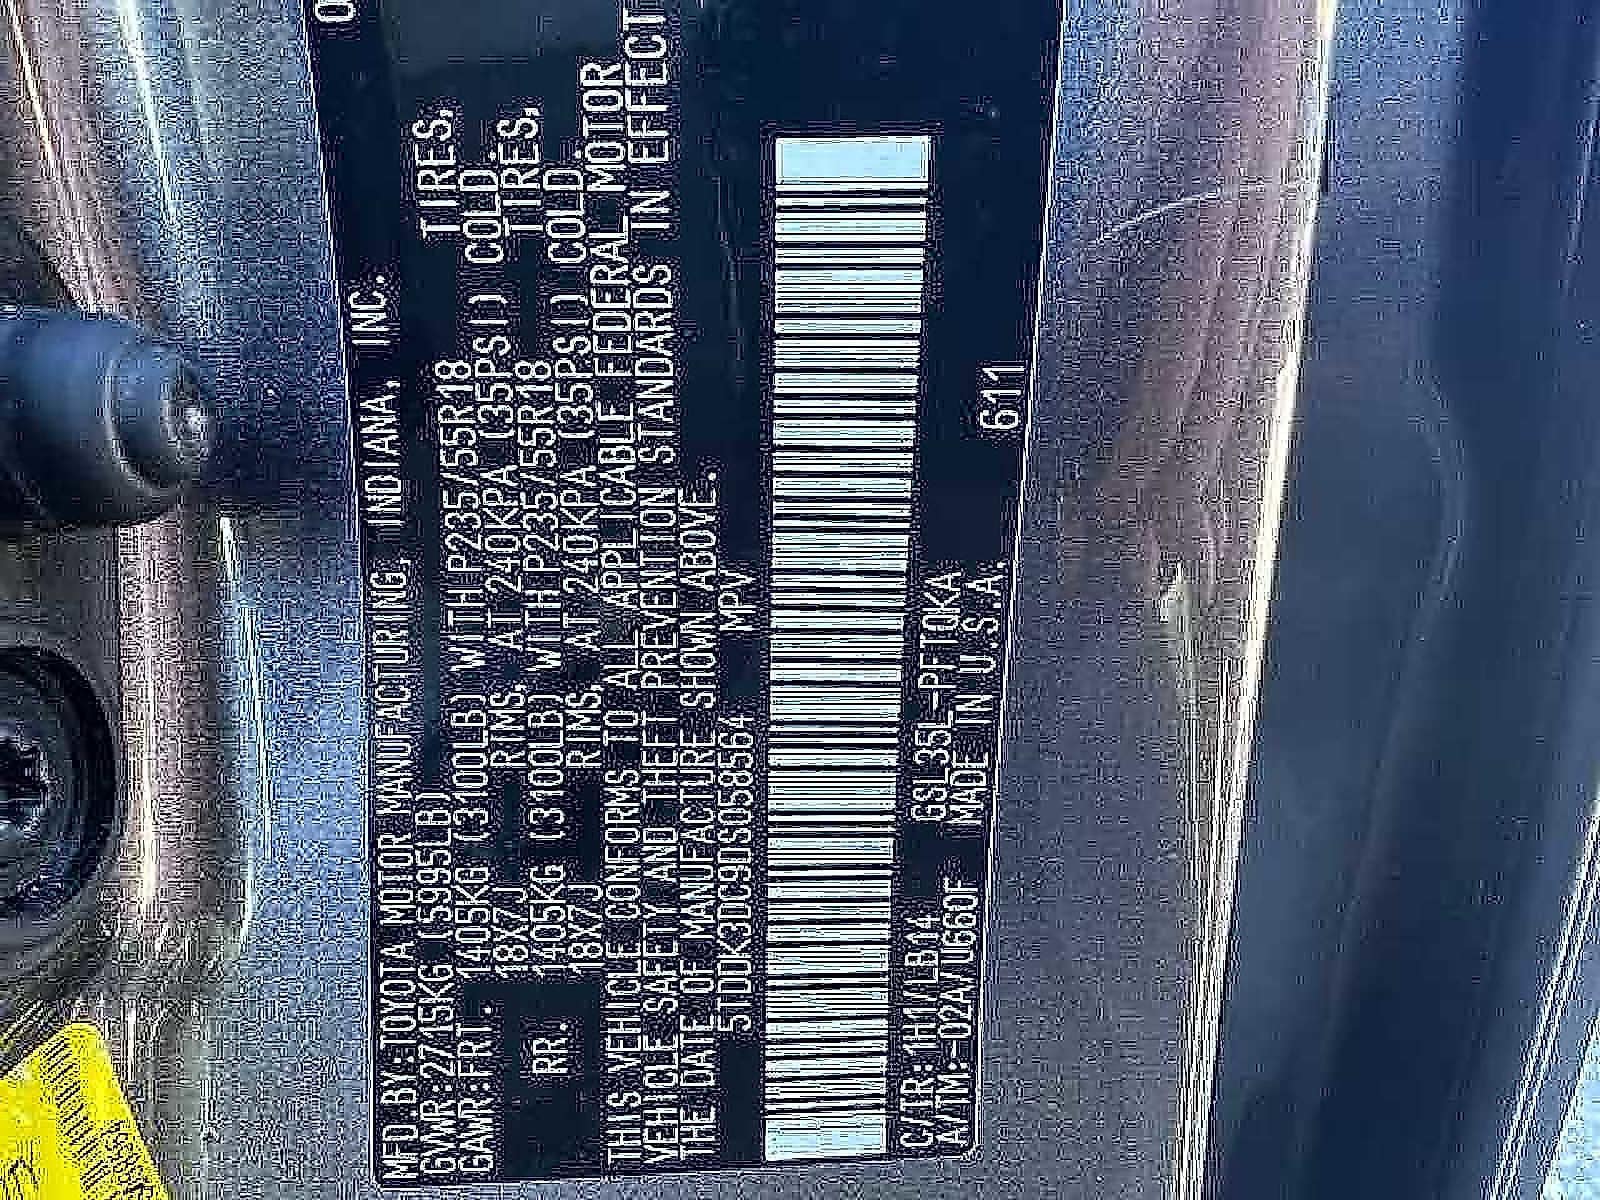 MFD. BY: TOYOTA MOTOR MANUFACTURING, INDIANA, INC. 0
GVWR: 2715KG (5995LB)
GAWR: FRT. 1405KG (3100LB) WITH P235/55R18 TIRES,
18X7J RIMS, AT 240KPA (35PSI) COLD
RR. 1405KG (3100LB) WITH P235/55R18 TIRES,
18X7J RIMS, AT 240KPA (35PSI) COLD
THIS VEHICLE CONFORMS TO ALL APPLICABLE FEDERAL MOTOR
VEHICLE SAFETY AND THEFT PREVENTION STANDARDS IN EFFECT
THE DATE OF MANUFACTURE SHOWN ABOVE.
5TDDK3DC9DS058564 MPV
C/TR: 1H1/LB14 GSL35L-PFTQKA 611
A/TM: -02A/U660F MADE IN U.S.A.